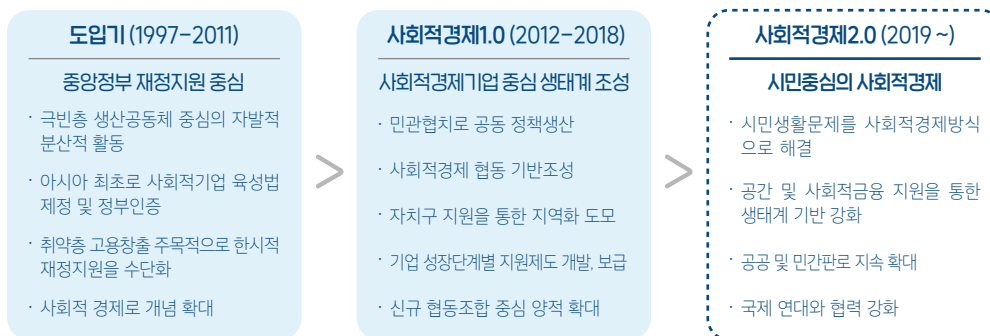 도입기 (1997-2011)
중앙정부 재정지원 중심
· 극빈층 생산공동체 중심의 자발적
분산적 활동
· 아시아 최초로 사회적기업 육성법
제정 및 정부인증
· 취약층 고용창출 주목적으로 한시적
재정지원을 수단화
· 사회적 경제로 개념 확대
>
사회적경제1.0 (2012-2018)
사회적경제기업 중심 생태계 조성
· 민관협치로 공동 정책생산
· 사회적경제 협동 기반조성
· 자치구 지원을 통한 지역화 도모
· 기업 성장단계별 지원제도 개발, 보급
· 신규 협동조합 중심 양적 확대
>
사회적경제2.0 (2019 ~)
시민중심의 사회적경제
· 시민생활문제를 사회적경제방식
으로 해결
· 공간 및 사회적금융 지원을 통한
생태계 기반 강화
· 공공 및 민간판로 지속 확대
· 국제 연대와 협력 강화